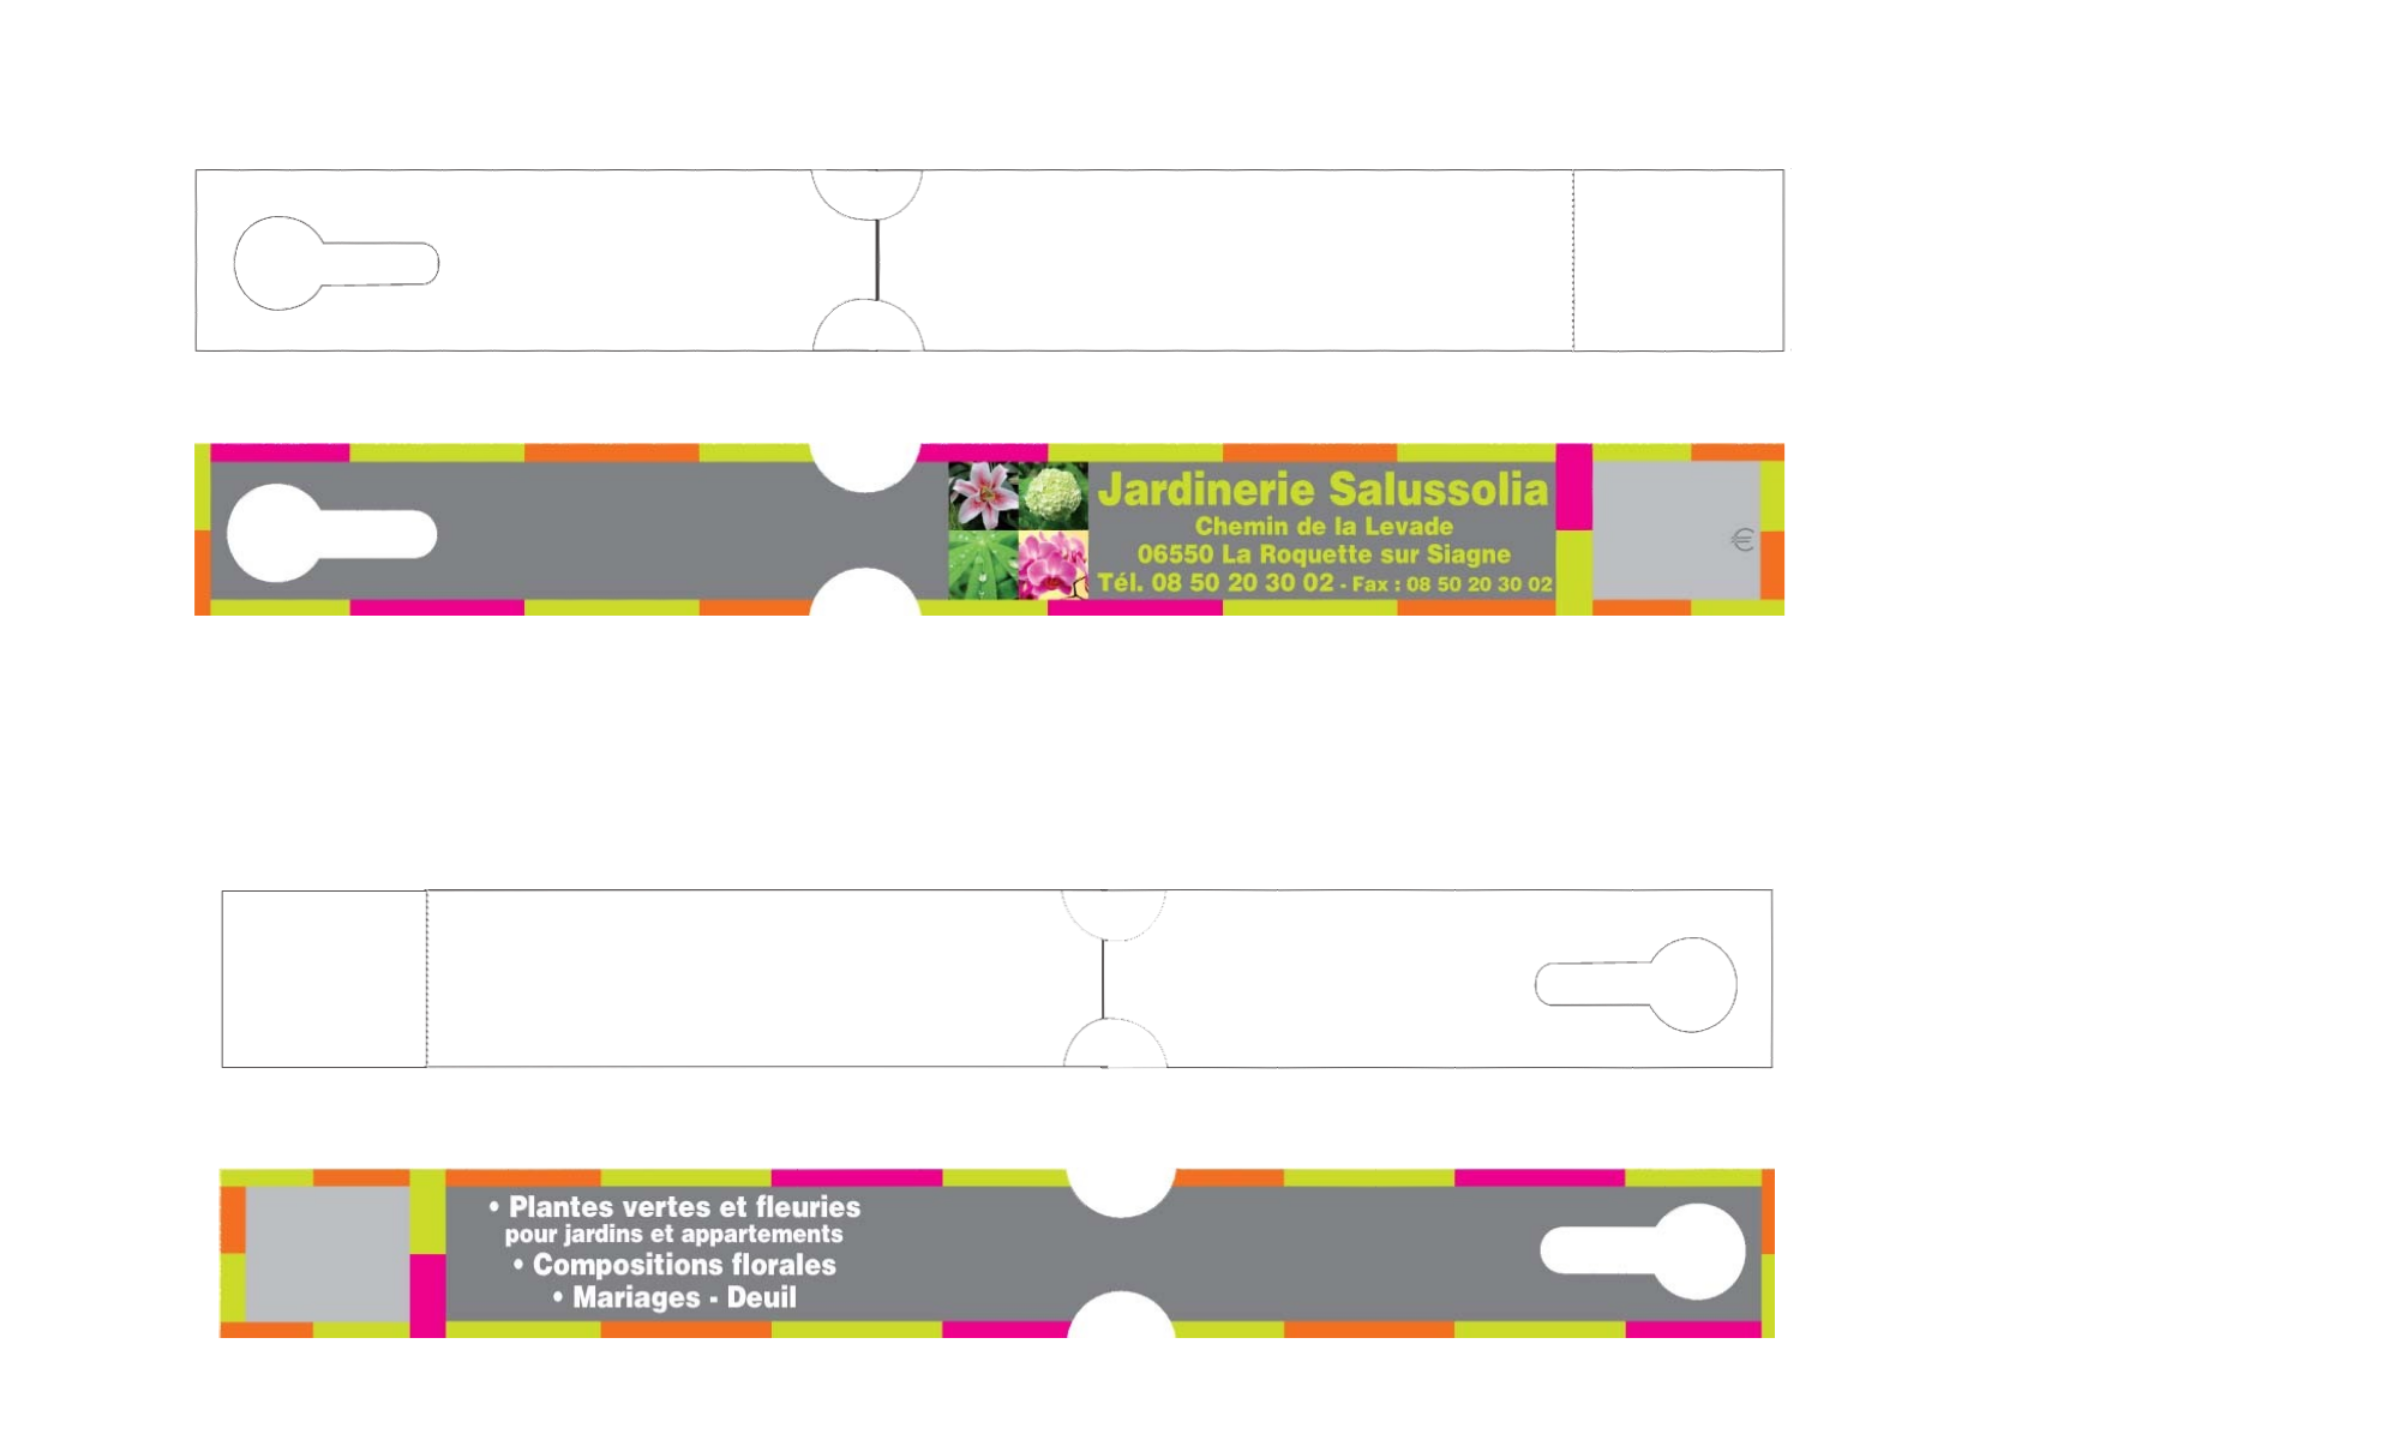 Jardinerie Salussolia
Chemin de la Levade
06550 La Roquette sur Siagne
Tél. 08 50 20 30 02 - Fax : 08 50 20 30 02
€
• Plantes vertes et fleuries
pour jardins et appartements
• Compositions florales
• Mariages - Deuil